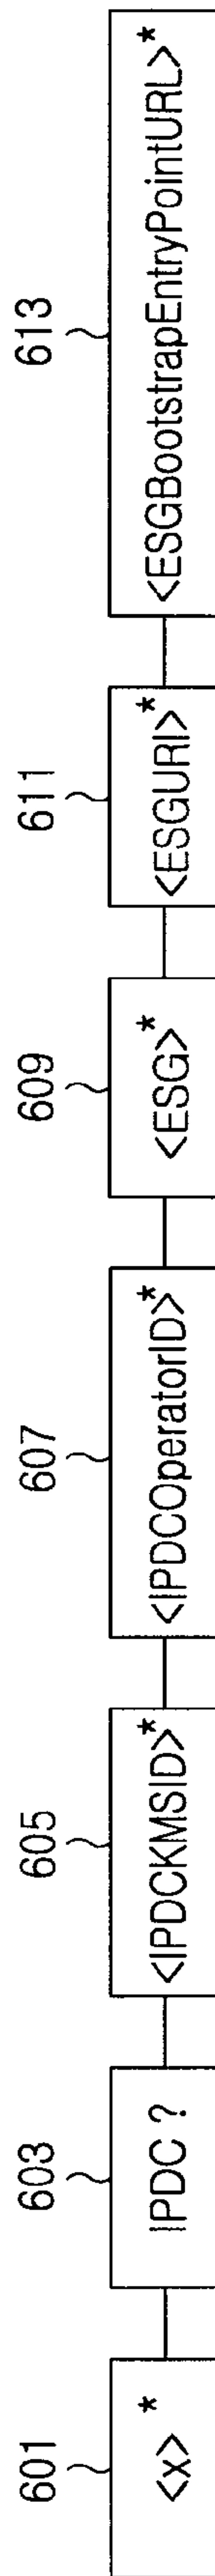 601
<x> *
603
IPDC ?
605
<IPDCKMSID>*
607
<IPDCOperatorID>*
609
<ESG>*
611
<ESGURI>*
613
<ESGBootstrapEntryPointURL>*